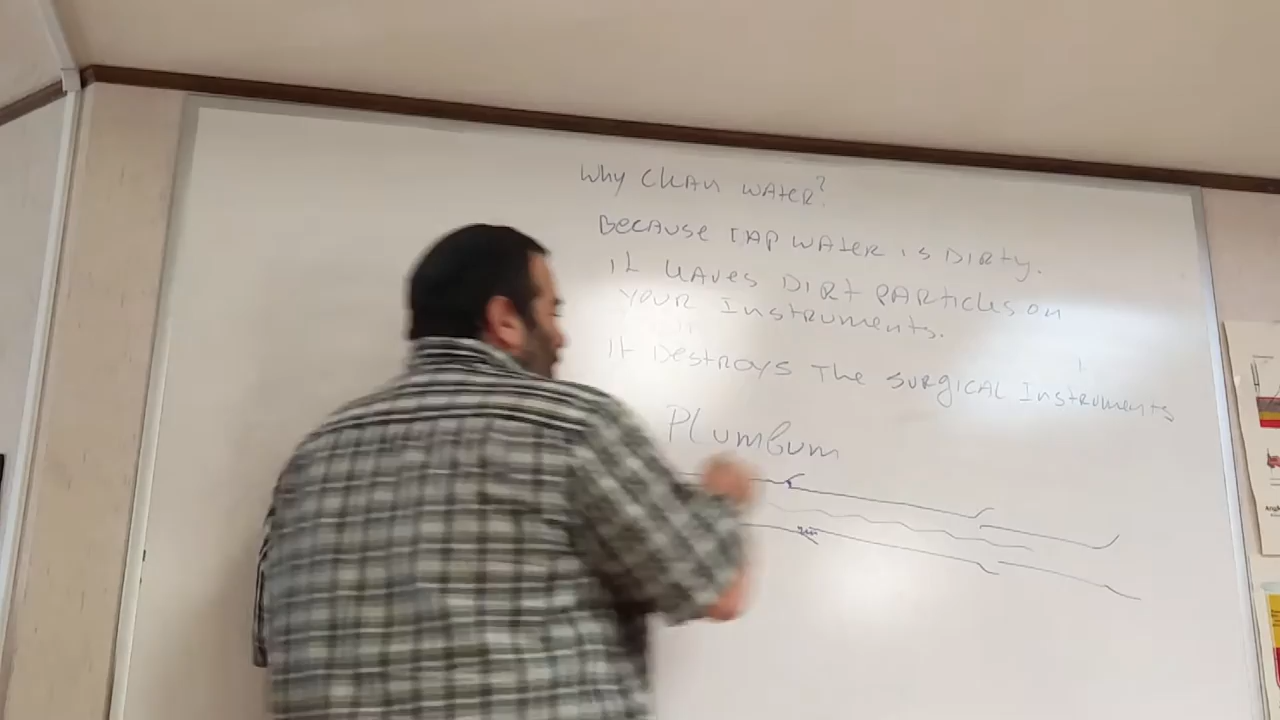 Why Clean Water?
Because Tap Water is Dirty.
It Leaves Dirt Particles on
Your Instruments.
It Destroys The Surgical Instruments
Plumbum